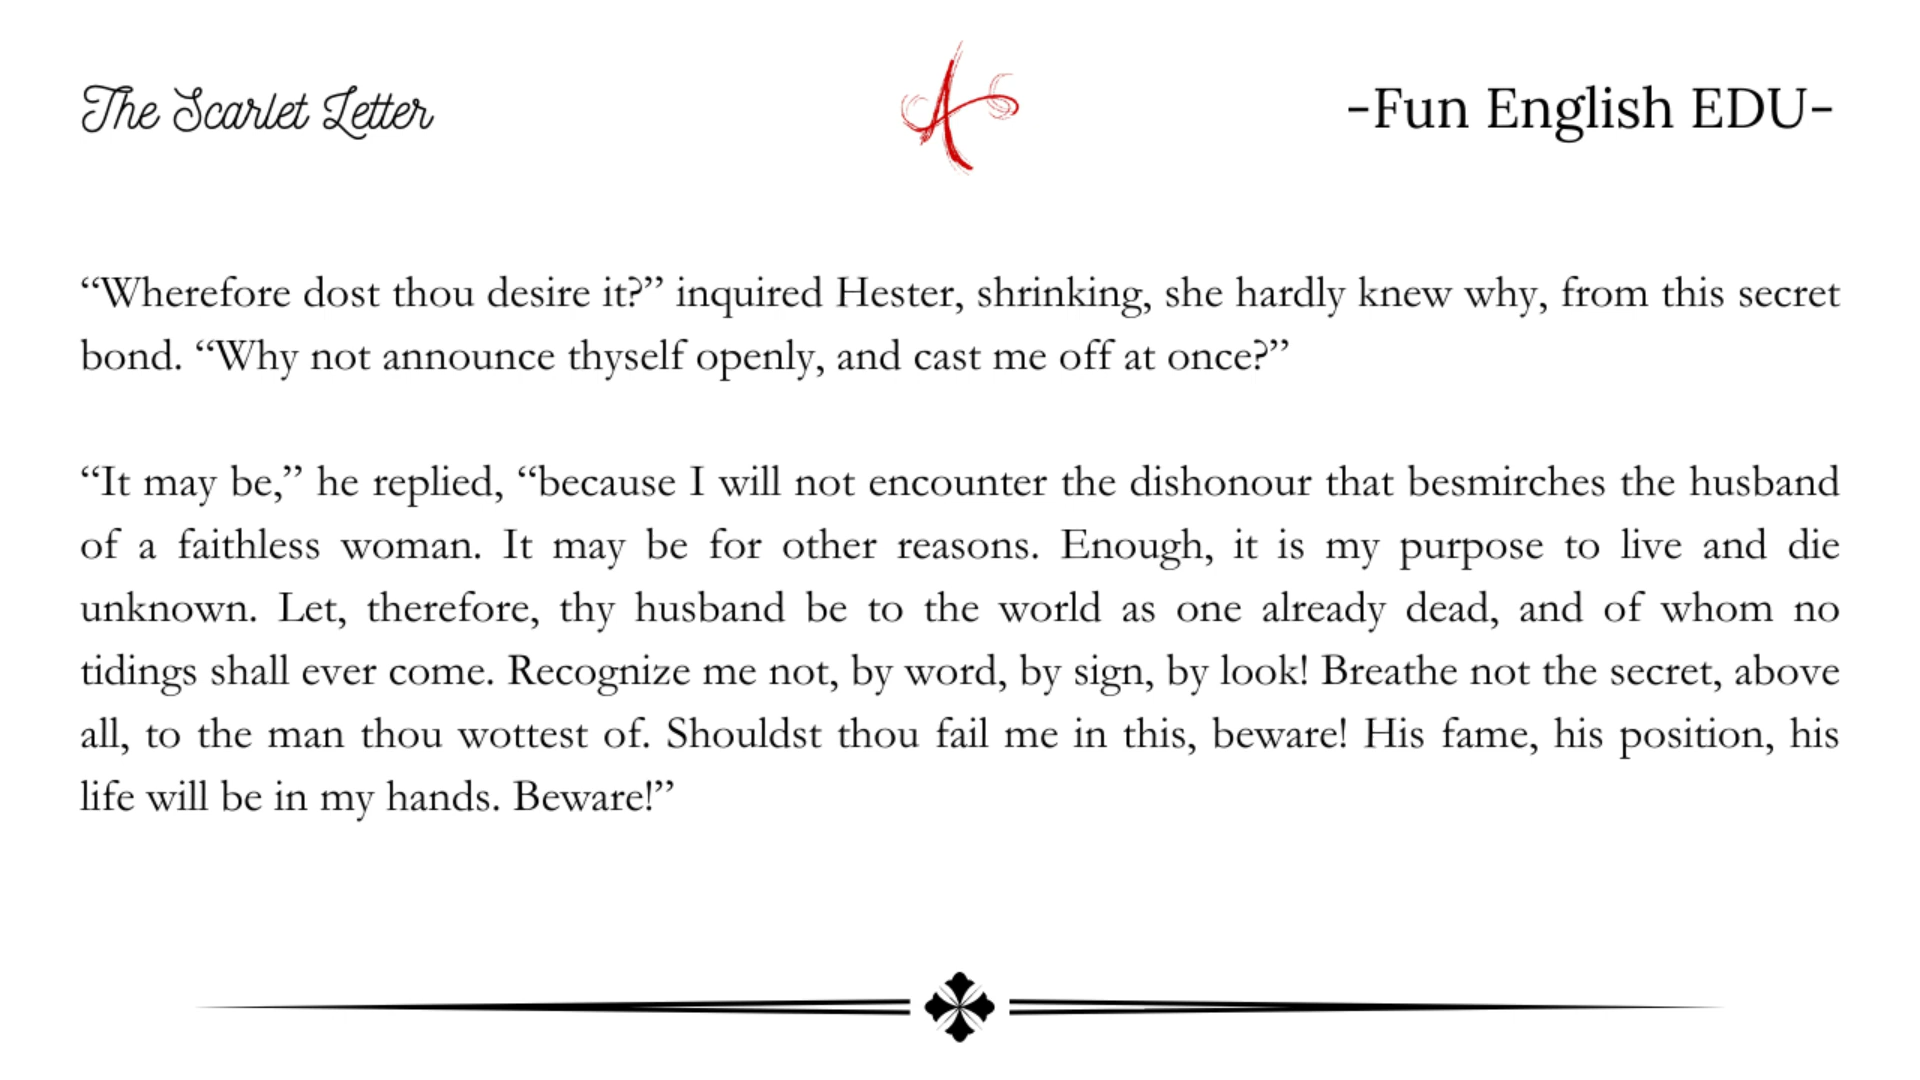 The Scarlet Letter
A
-Fun English EDU-
“Wherefore dost thou desire it?” inquired Hester, shrinking, she hardly knew why, from this secret
bond. “Why not announce thyself openly, and cast me off at once?”
“It may be,” he replied, “because I will not encounter the dishonour that besmirches the husband
of a faithless woman. It may be for other reasons. Enough, it is my purpose to live and die
unknown. Let, therefore, thy husband be to the world as one already dead, and of whom no
tidings shall ever come. Recognize me not, by word, by sign, by look! Breathe not the secret, above
all, to the man thou wottest of. Shouldst thou fail me in this, beware! His fame, his position, his
life will be in my hands. Beware!”